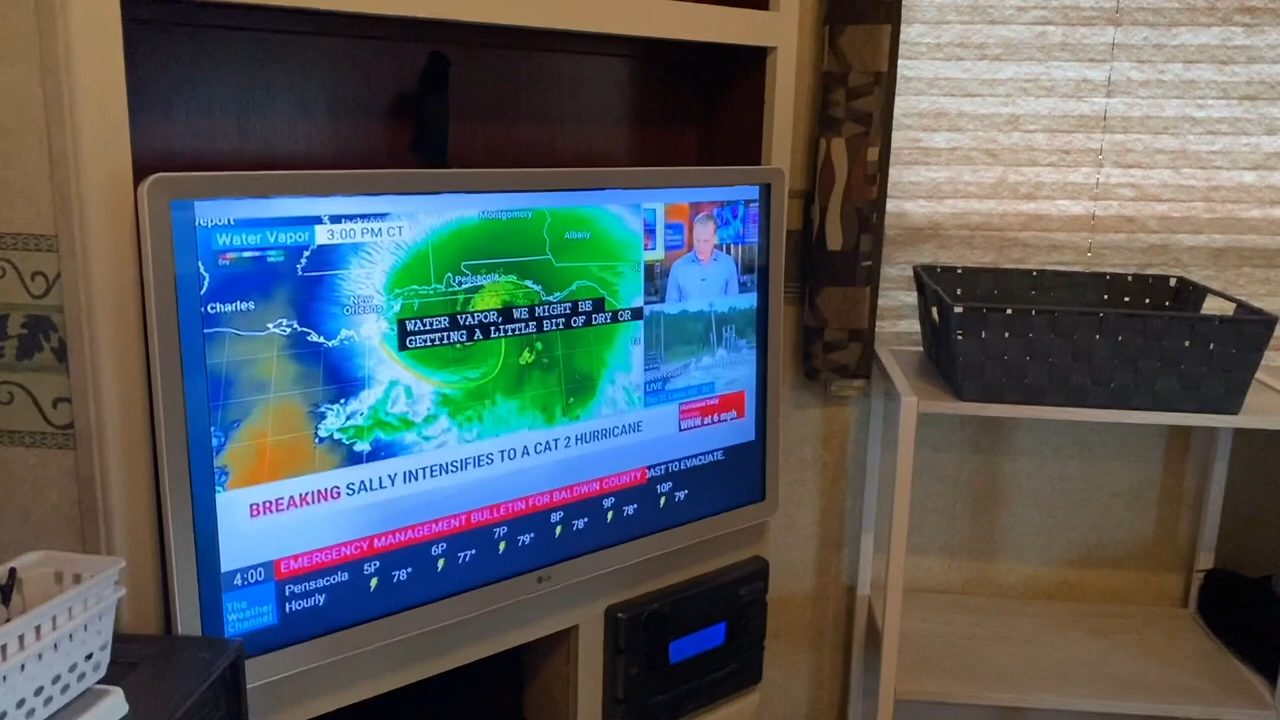 Montgomery
Water Vapor 3:00 PM CT
Dry
Albany
Pensacola
Charles
New
Orleans
WATER VAPOR, WE MIGHT BE
GETTING A LITTLE BIT OF DRY OR
LIVE
Hurricane Sally
WNW at 6 mph
BREAKING SALLY INTENSIFIES TO A CAT 2 HURRICANE
EMERGENCY MANAGEMENT BULLETIN FOR BALDWIN COUNTY
TO EVACUATE.
4:00
Pensacola
Hourly
5P 6P 7P 8P 9P 10P
78° 77° 79° 78° 78° 79°
The
Weather
Channel
LG